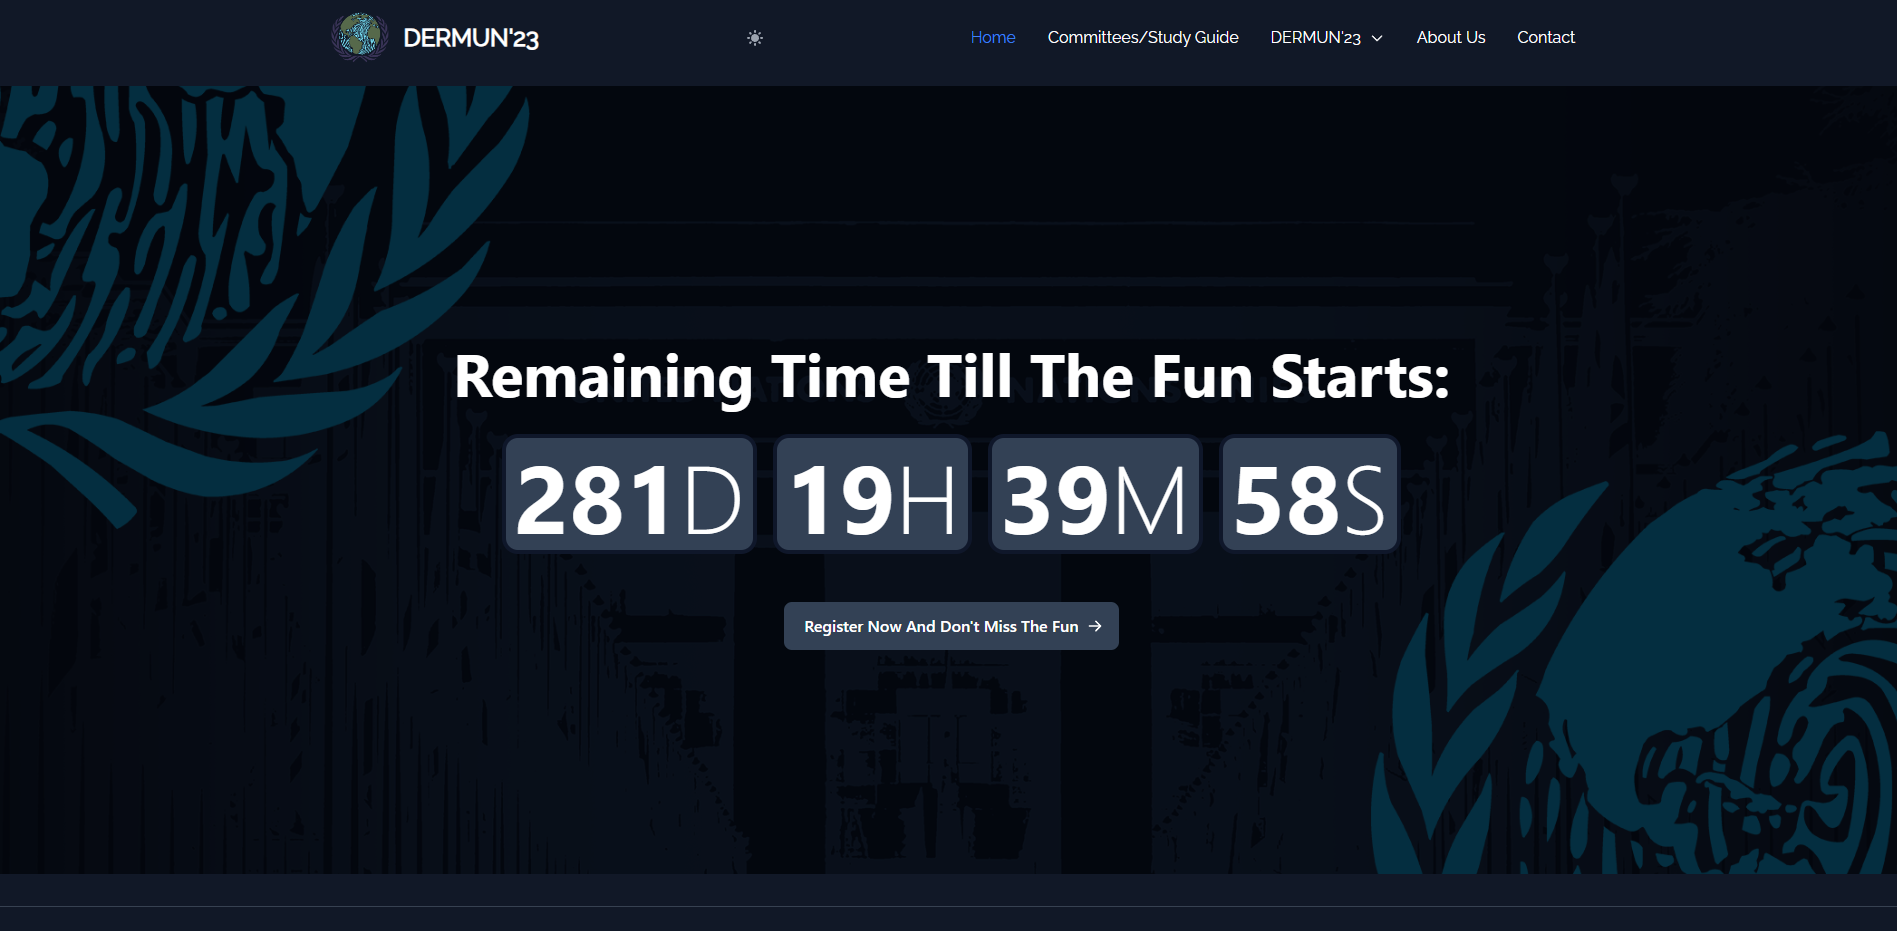 DERMUN'23
Home Committees/Study Guide DERMUN'23 About Us Contact
Remaining Time Till The Fun Starts:
281D 19H 39M 58S
Register Now And Don't Miss The Fun →